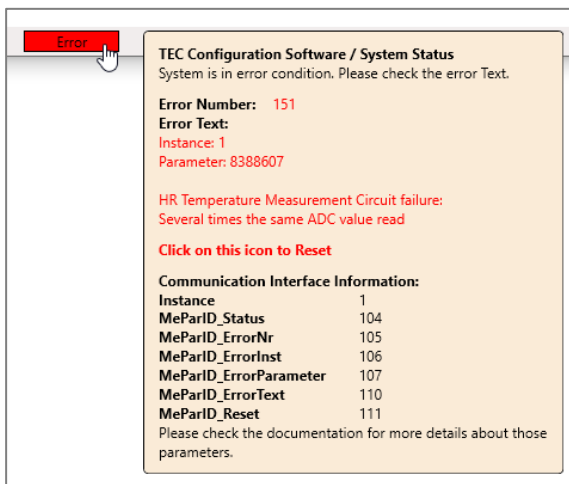 Error
TEC Configuration Software / System Status
System is in error condition. Please check the error Text.
Error Number: 151
Error Text:
Instance: 1
Parameter: 8388607
HR Temperature Measurement Circuit failure:
Several times the same ADC value read
Click on this icon to Reset
Communication Interface Information:
Instance 1
MeParID_Status 104
MeParID_ErrorNr 105
MeParID_ErrorInst 106
MeParID_ErrorParameter 107
MeParID_ErrorText 110
MeParID_Reset 111
Please check the documentation for more details about those
parameters.